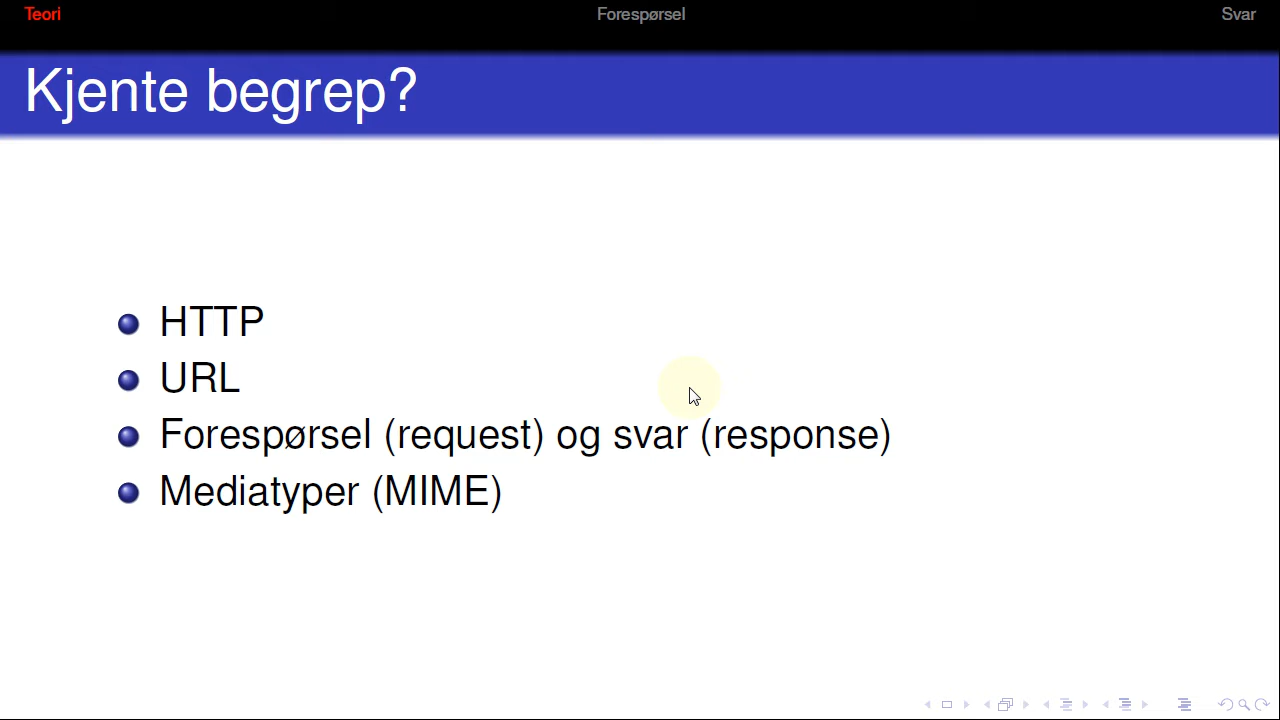 Teori Forespørsel Svar
Kjente begrep?
HTTP
URL
Forespørsel (request) og svar (response)
Mediatyper (MIME)